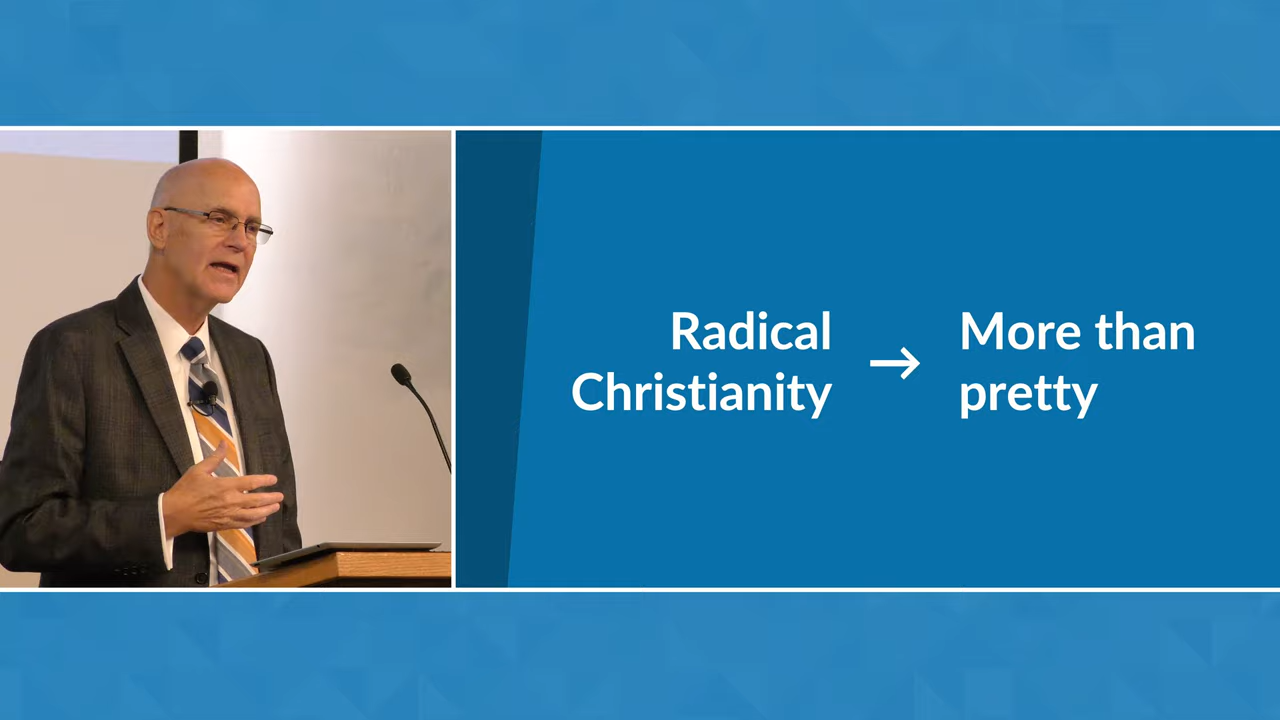 Radical
Christianity
→
More than
pretty